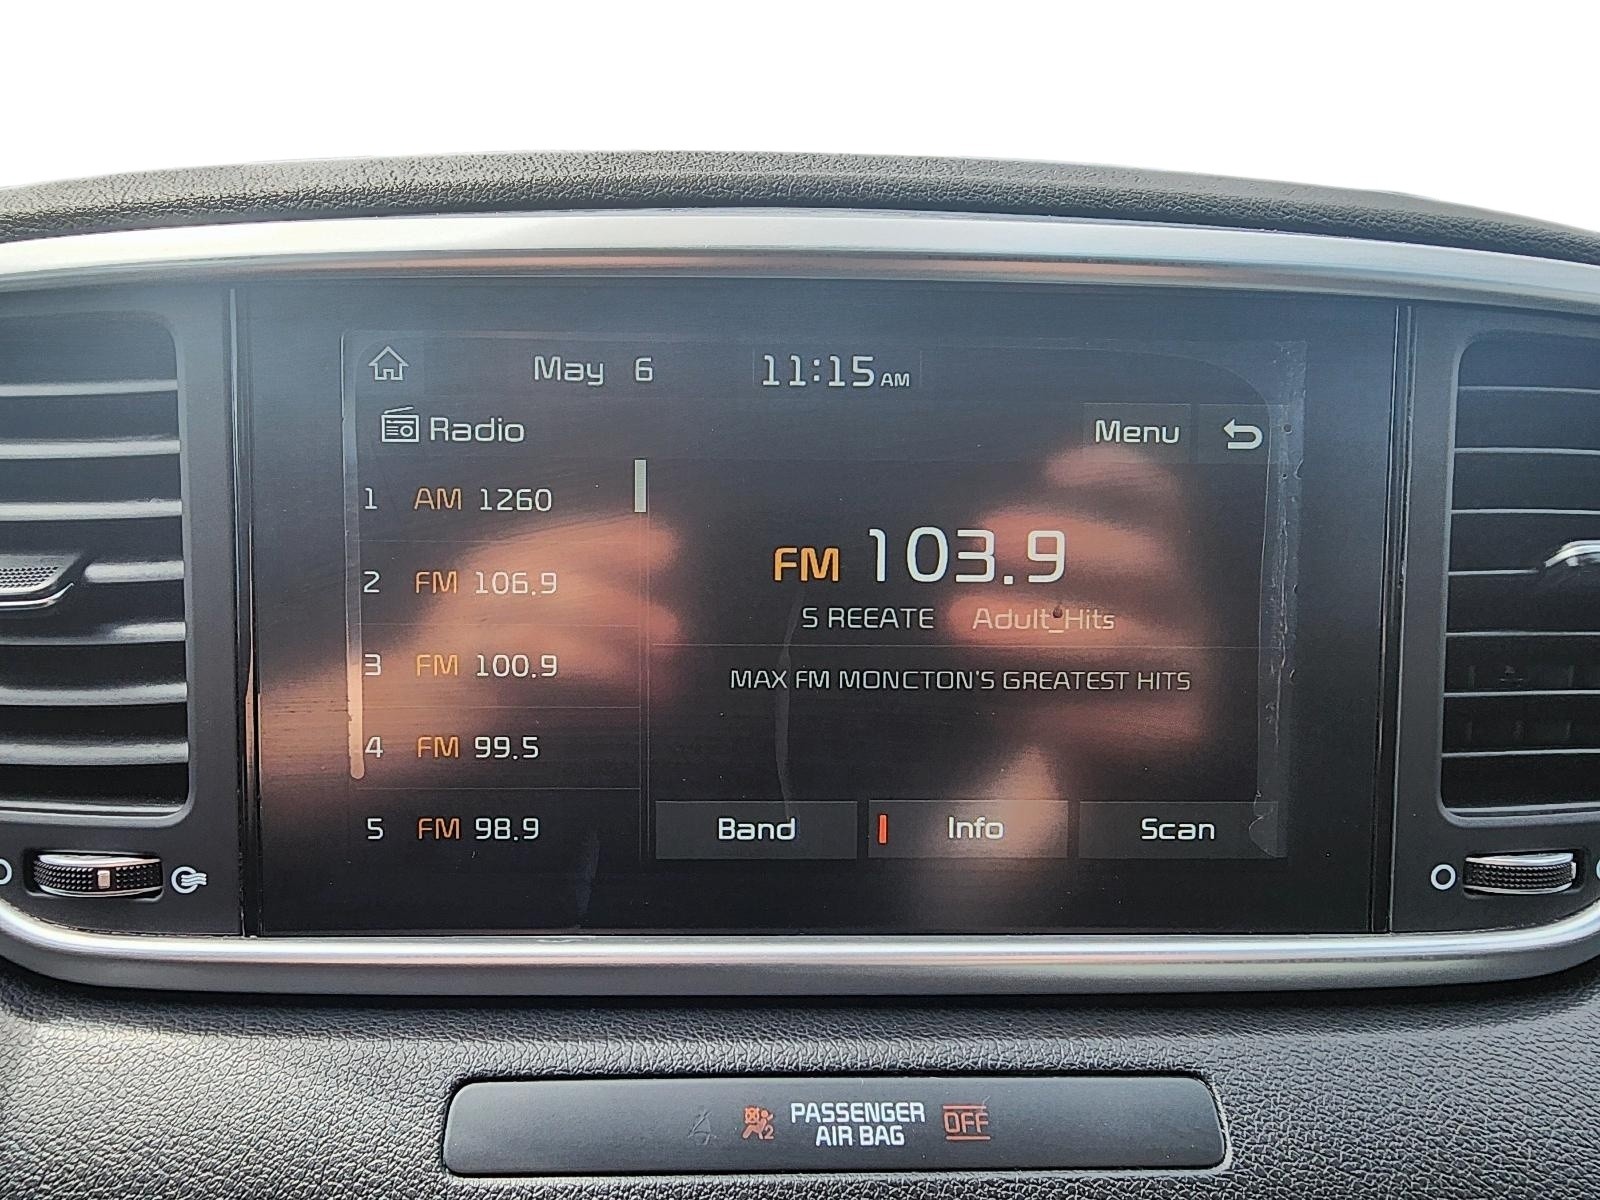 May 6 11:15 AM
Radio Menu
1 AM 1260
2 FM 106.9
3 FM 100.9
4 FM 99.5
5 FM 98.9
FM 103.9
S REEATE Adult_Hits
MAX FM MONCTON'S GREATEST HITS
Band Info Scan
2 PASSENGER AIR BAG OFF